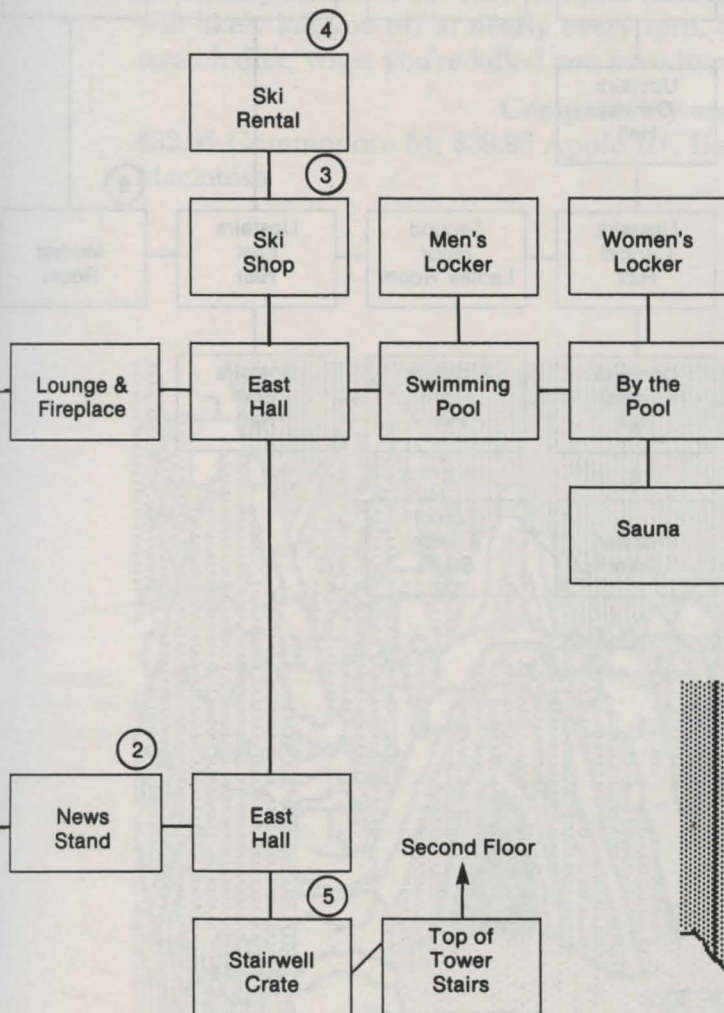 4
Ski
Rental
3
Ski
Shop
Men's
Locker
Women's
Locker
Lounge &
Fireplace
East
Hall
Swimming
Pool
By the
Pool
Sauna
2
News
Stand
East
Hall
Second Floor
5
Stairwell
Crate
Top of
Tower
Stairs